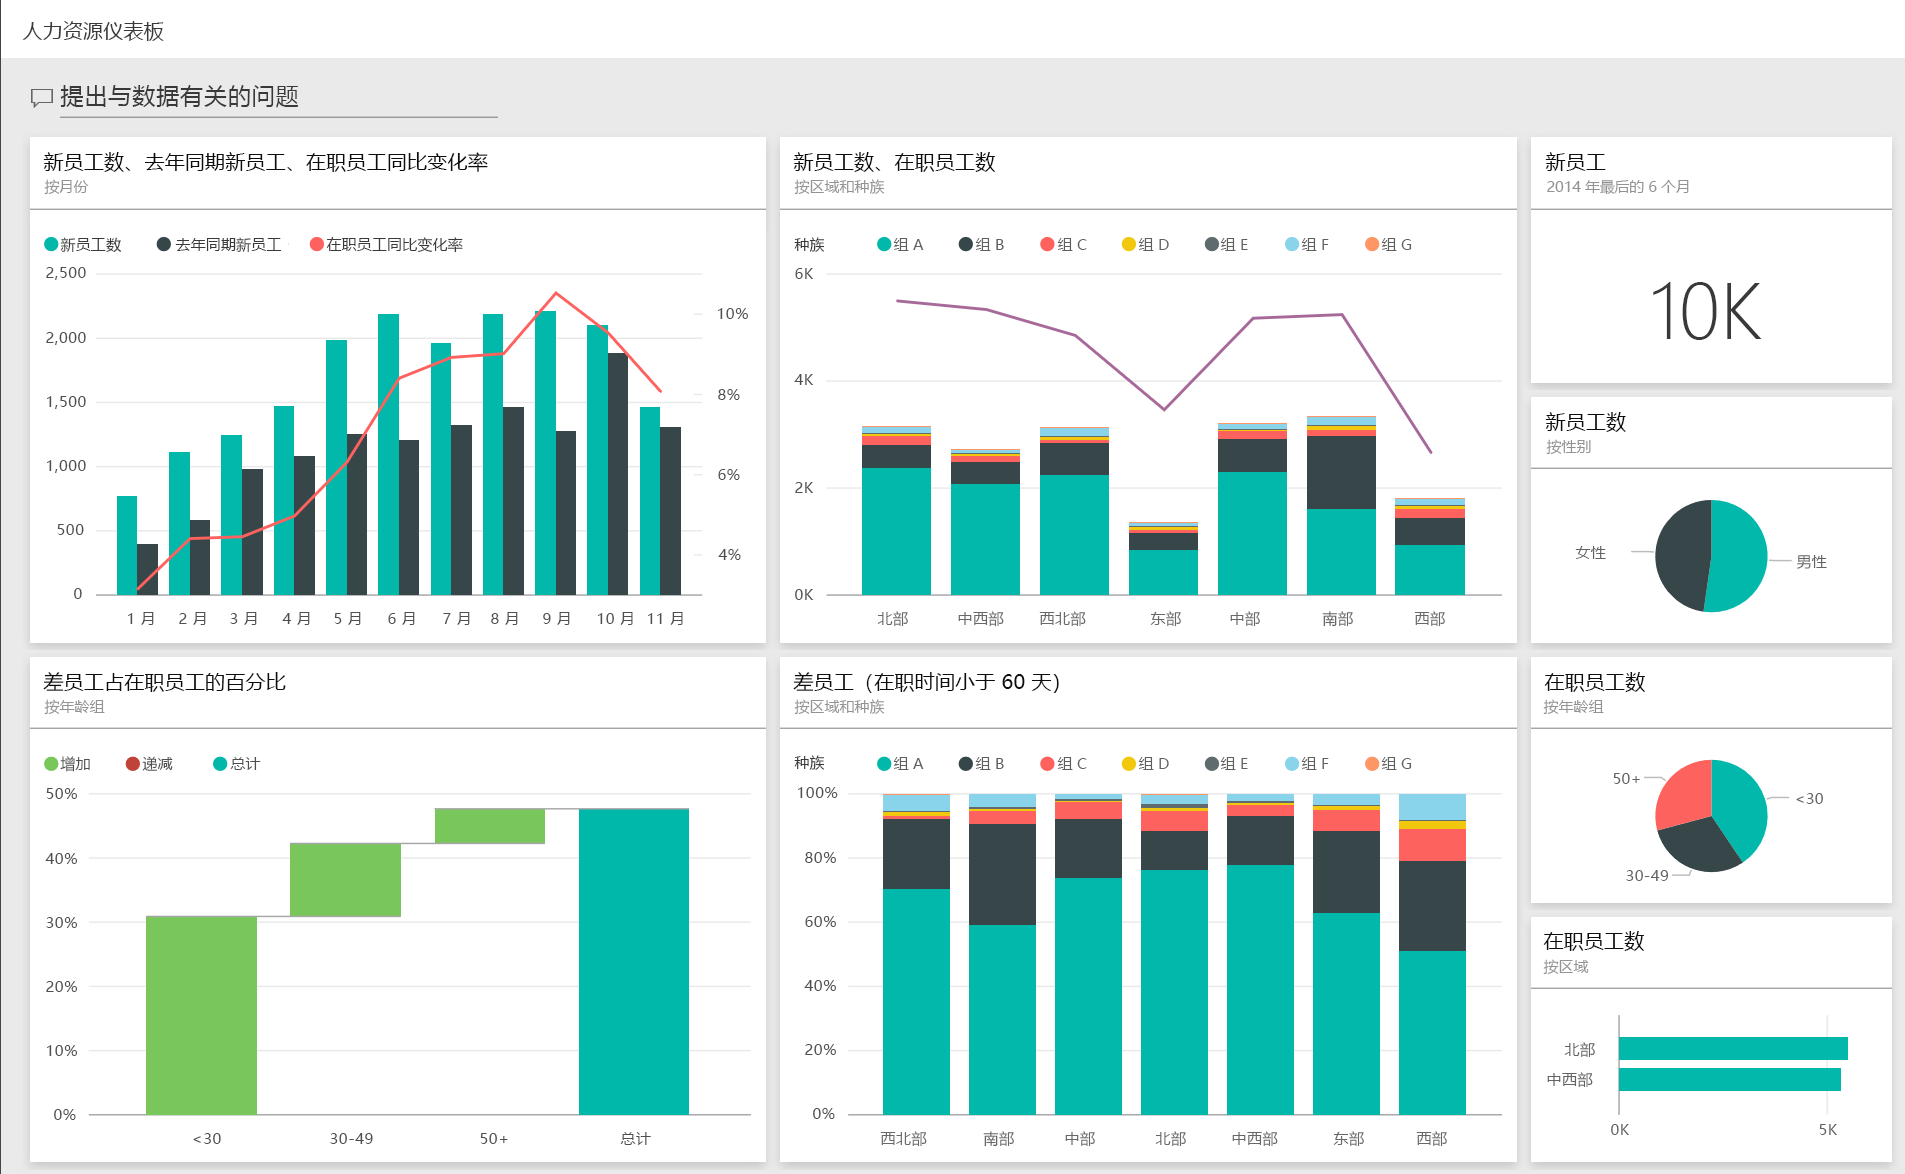 人力资源仪表板
提出与数据有关的问题
新员工数、去年同期新员工、在职员工同比变化率
按月份
新员工数 去年同期新员工 在职员工同比变化率
2,500
2,000
1,500
1,000
500
0
10%
8%
6%
4%
1 月 2 月 3 月 4 月 5 月 6 月 7 月 8 月 9 月 10 月 11 月
新员工数、在职员工数
按区域和种族
种族 组 A 组 B 组 C 组 D 组 E 组 F 组 G
6K
4K
2K
0K
北部 中西部 西北部 东部 中部 南部 西部
新员工
2014 年最后的 6 个月
10K
新员工数
按性别
女性
男性
差员工占在职员工的百分比
按年龄组
增加 递减 总计
50%
40%
30%
20%
10%
0%
<30 30-49 50+ 总计
差员工（在职时间小于 60 天）
按区域和种族
种族 组 A 组 B 组 C 组 D 组 E 组 F 组 G
100%
80%
60%
40%
20%
0%
西北部 南部 中部 北部 中西部 东部 西部
在职员工数
按年龄组
50+
<30
30-49
在职员工数
按区域
北部
中西部
0K 5K